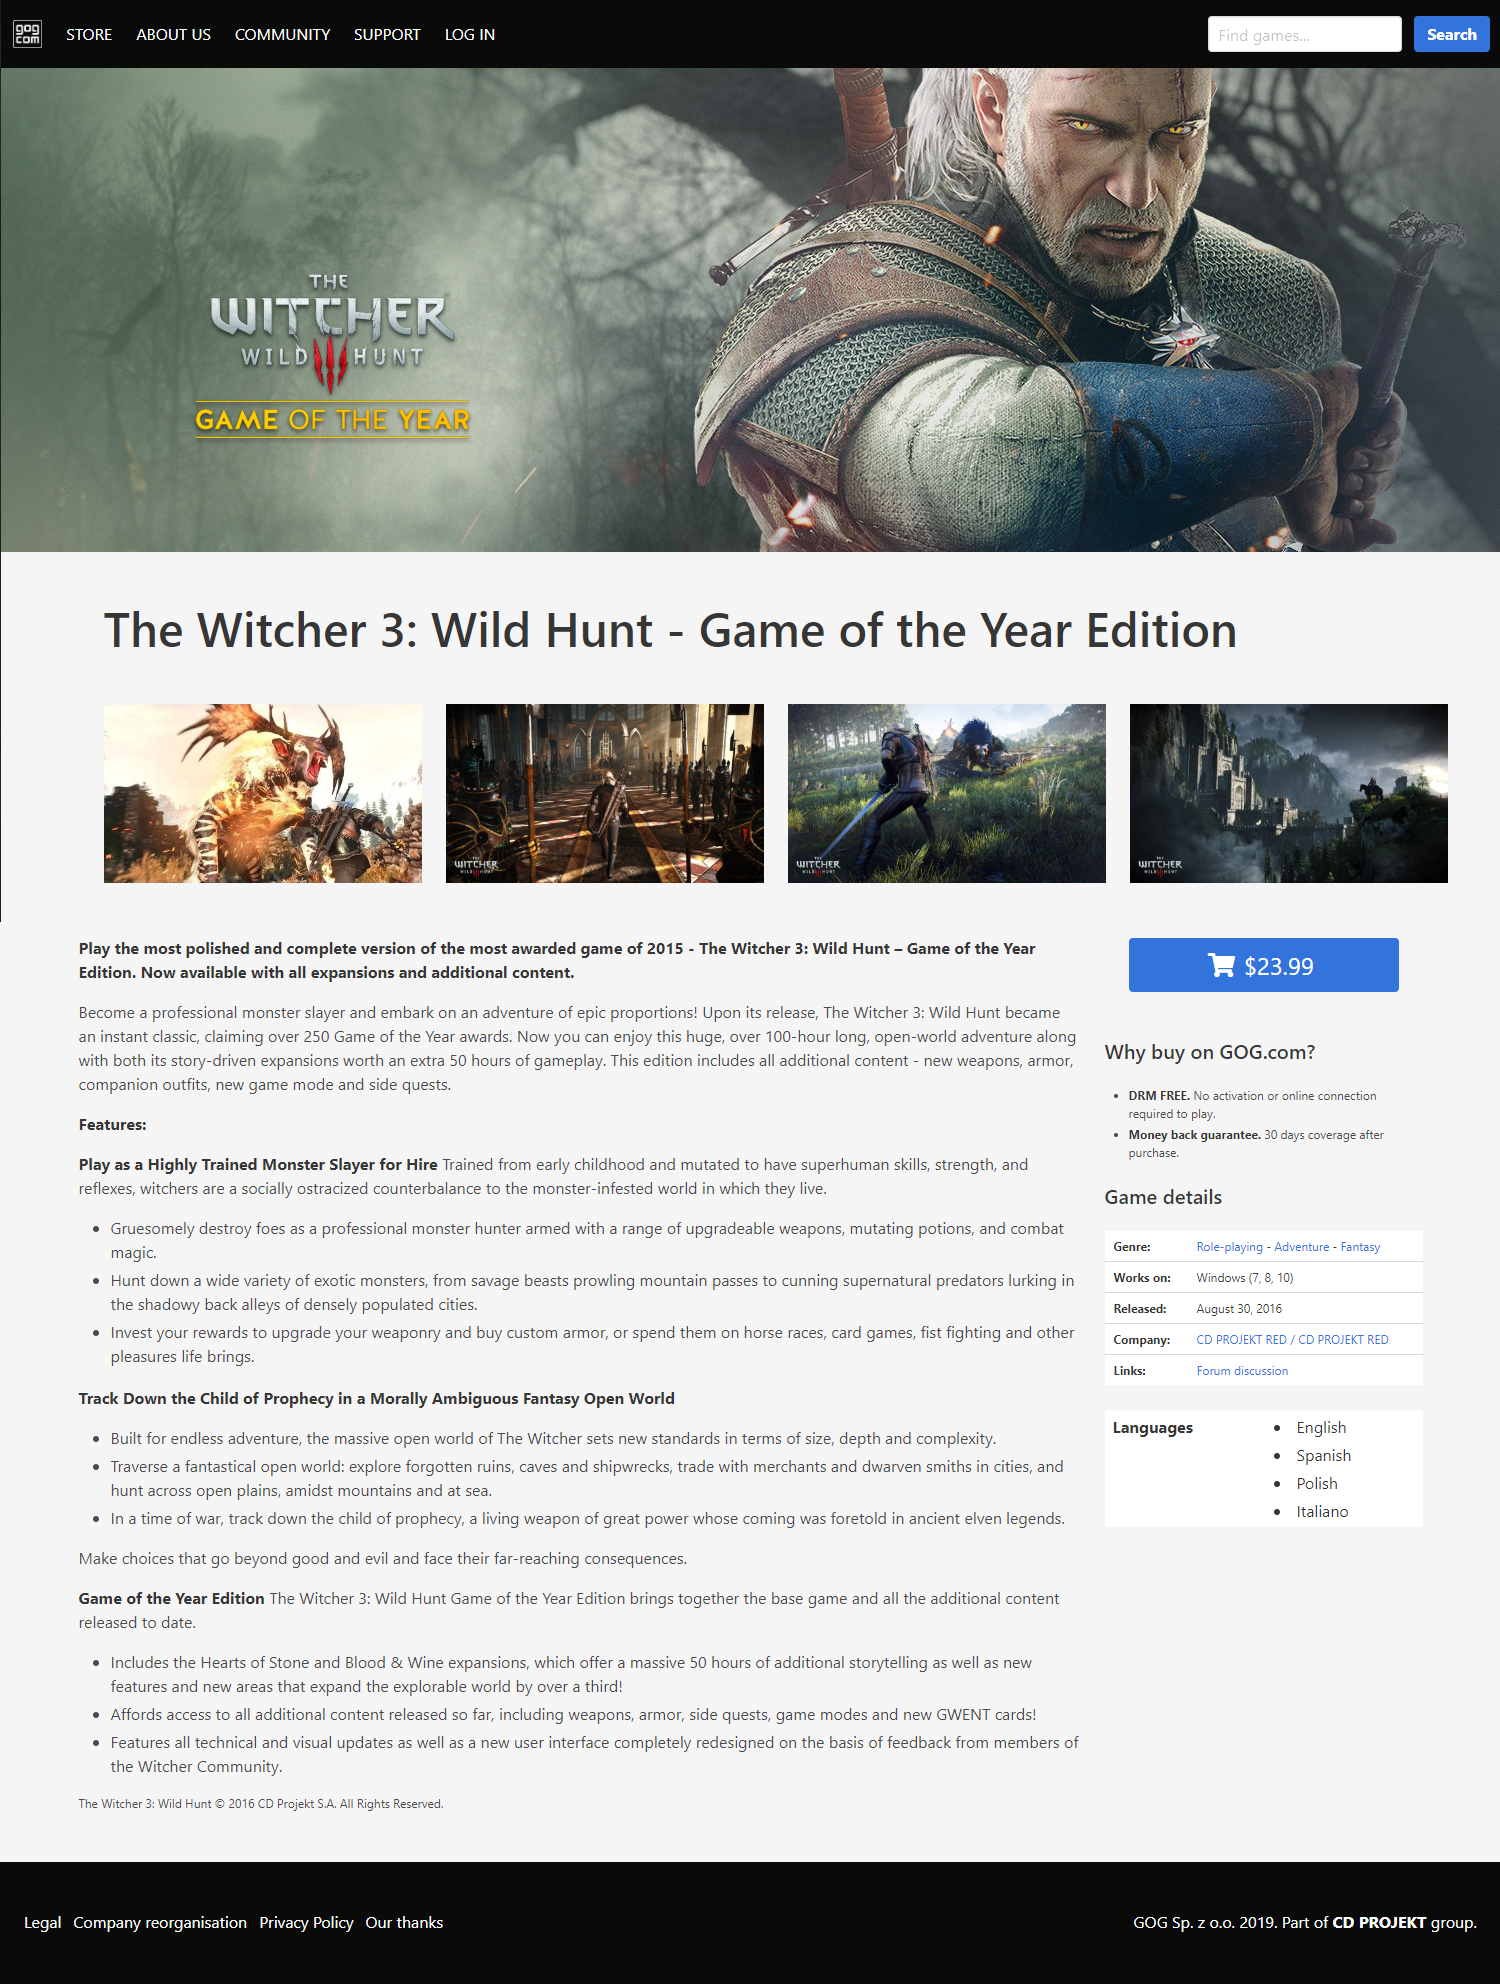 gog
com
STORE
ABOUT US
COMMUNITY
SUPPORT
LOG IN
Find games...
Search
THE
WITCHER
WILD HUNT
GAME OF THE YEAR
The Witcher 3: Wild Hunt - Game of the Year Edition
THE
WITCHER
WILD HUNT
THE
WITCHER
WILD HUNT
THE
WITCHER
WILD HUNT
Play the most polished and complete version of the most awarded game of 2015 - The Witcher 3: Wild Hunt – Game of the Year
Edition. Now available with all expansions and additional content.
Become a professional monster slayer and embark on an adventure of epic proportions! Upon its release, The Witcher 3: Wild Hunt became
an instant classic, claiming over 250 Game of the Year awards. Now you can enjoy this huge, over 100-hour long, open-world adventure along
with both its story-driven expansions worth an extra 50 hours of gameplay. This edition includes all additional content - new weapons, armor,
companion outfits, new game mode and side quests.
Features:
Play as a Highly Trained Monster Slayer for Hire Trained from early childhood and mutated to have superhuman skills, strength, and
reflexes, witchers are a socially ostracized counterbalance to the monster-infested world in which they live.
• Gruesomely destroy foes as a professional monster hunter armed with a range of upgradeable weapons, mutating potions, and combat
magic.
• Hunt down a wide variety of exotic monsters, from savage beasts prowling mountain passes to cunning supernatural predators lurking in
the shadowy back alleys of densely populated cities.
• Invest your rewards to upgrade your weaponry and buy custom armor, or spend them on horse races, card games, fist fighting and other
pleasures life brings.
Track Down the Child of Prophecy in a Morally Ambiguous Fantasy Open World
• Built for endless adventure, the massive open world of The Witcher sets new standards in terms of size, depth and complexity.
• Traverse a fantastical open world: explore forgotten ruins, caves and shipwrecks, trade with merchants and dwarven smiths in cities, and
hunt across open plains, amidst mountains and at sea.
• In a time of war, track down the child of prophecy, a living weapon of great power whose coming was foretold in ancient elven legends.
Make choices that go beyond good and evil and face their far-reaching consequences.
Game of the Year Edition The Witcher 3: Wild Hunt Game of the Year Edition brings together the base game and all the additional content
released to date.
• Includes the Hearts of Stone and Blood & Wine expansions, which offer a massive 50 hours of additional storytelling as well as new
features and new areas that expand the explorable world by over a third!
• Affords access to all additional content released so far, including weapons, armor, side quests, game modes and new GWENT cards!
• Features all technical and visual updates as well as a new user interface completely redesigned on the basis of feedback from members of
the Witcher Community.
The Witcher 3: Wild Hunt © 2016 CD Projekt S.A. All Rights Reserved.
$23.99
Why buy on GOG.com?
• DRM FREE. No activation or online connection
required to play.
• Money back guarantee. 30 days coverage after
purchase.
Game details
Genre: Role-playing - Adventure - Fantasy
Works on: Windows (7, 8, 10)
Released: August 30, 2016
Company: CD PROJEKT RED / CD PROJEKT RED
Links: Forum discussion
Languages • English
• Spanish
• Polish
• Italiano
Legal Company reorganisation Privacy Policy Our thanks
GOG Sp. z o.o. 2019. Part of CD PROJEKT group.